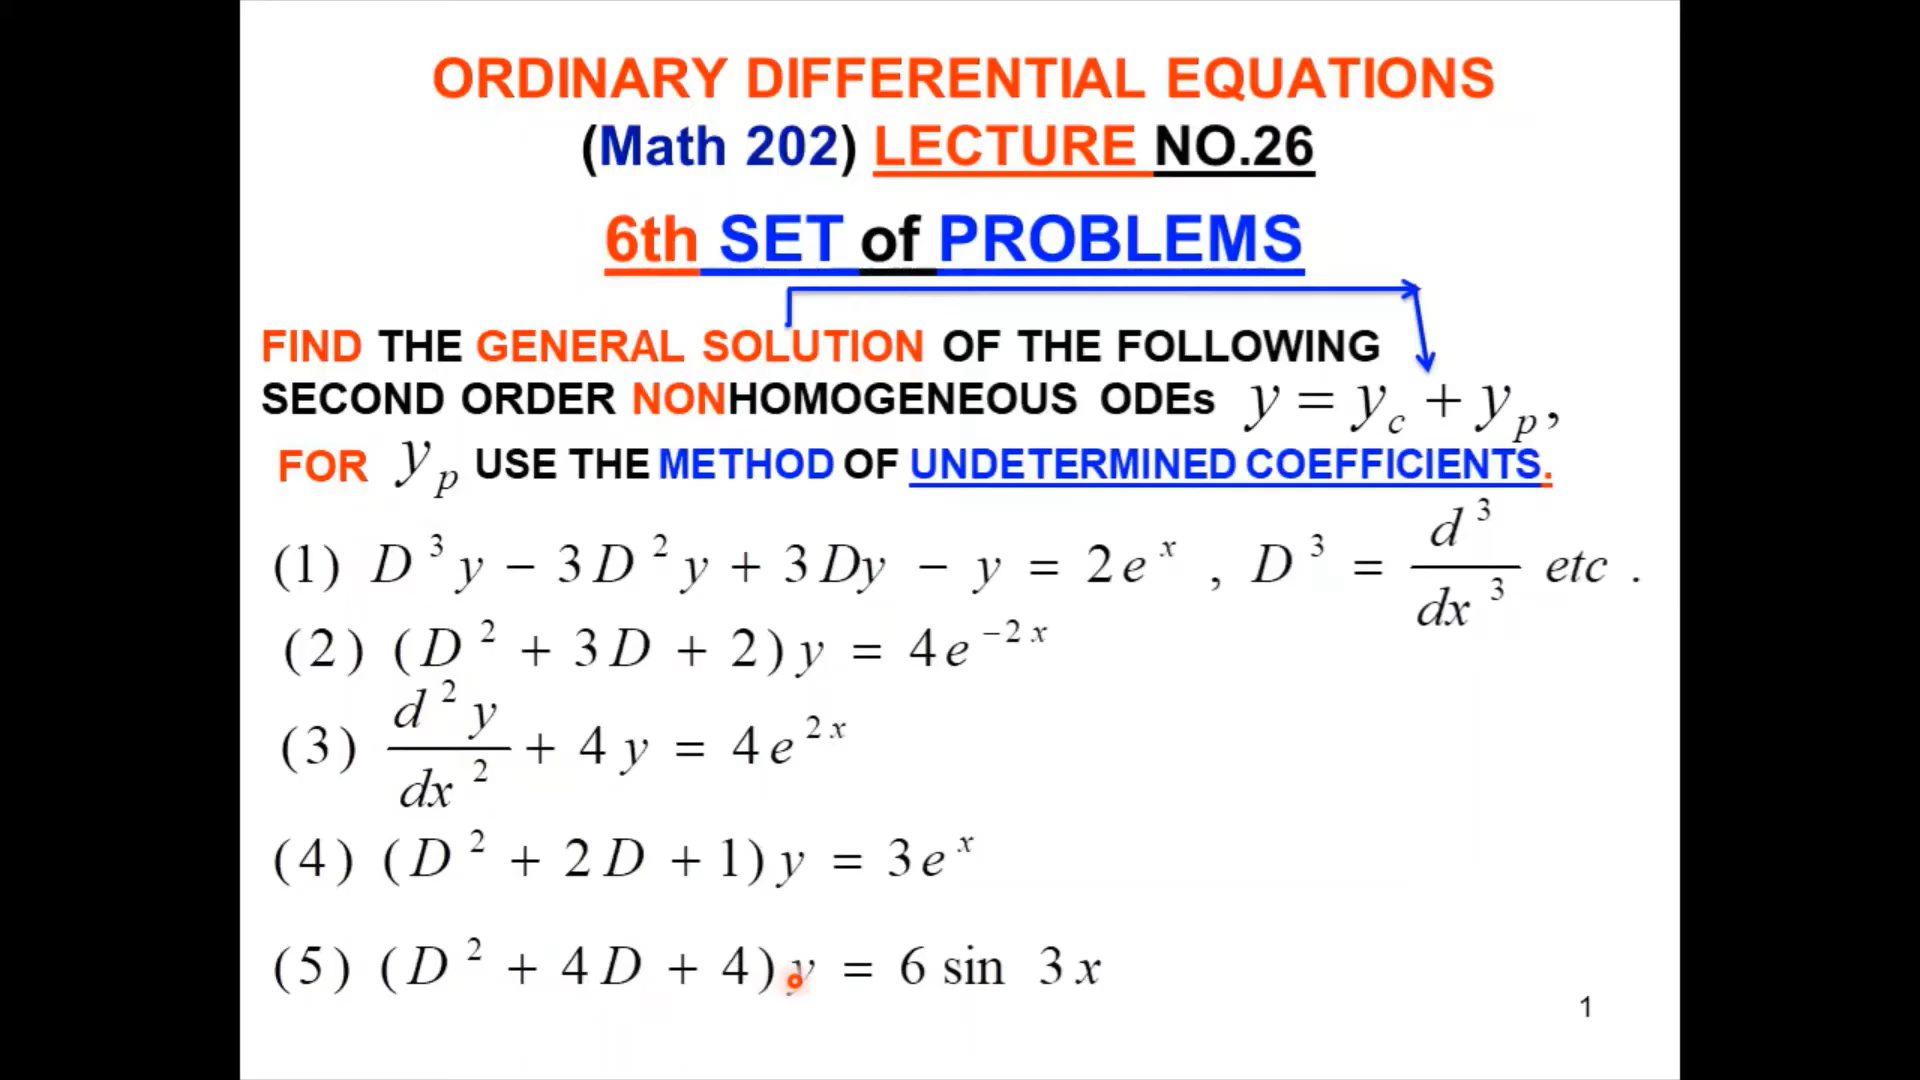 ORDINARY DIFFERENTIAL EQUATIONS
(Math 202) LECTURE NO.26
6th SET of PROBLEMS
FIND THE GENERAL SOLUTION OF THE FOLLOWING
SECOND ORDER NONHOMOGENEOUS ODEs y = y_c + y_p,
FOR y_p USE THE METHOD OF UNDETERMINED COEFFICIENTS.
(1) D^3 y − 3D^2 y + 3Dy − y = 2e^x , D^3 = d^3/dx^3 etc .
(2) (D^2 + 3D + 2)y = 4e^{−2x}
(3) d^2 y/dx^2 + 4y = 4e^{2x}
(4) (D^2 + 2D + 1)y = 3e^x
(5) (D^2 + 4D + 4)y = 6 sin 3x
1